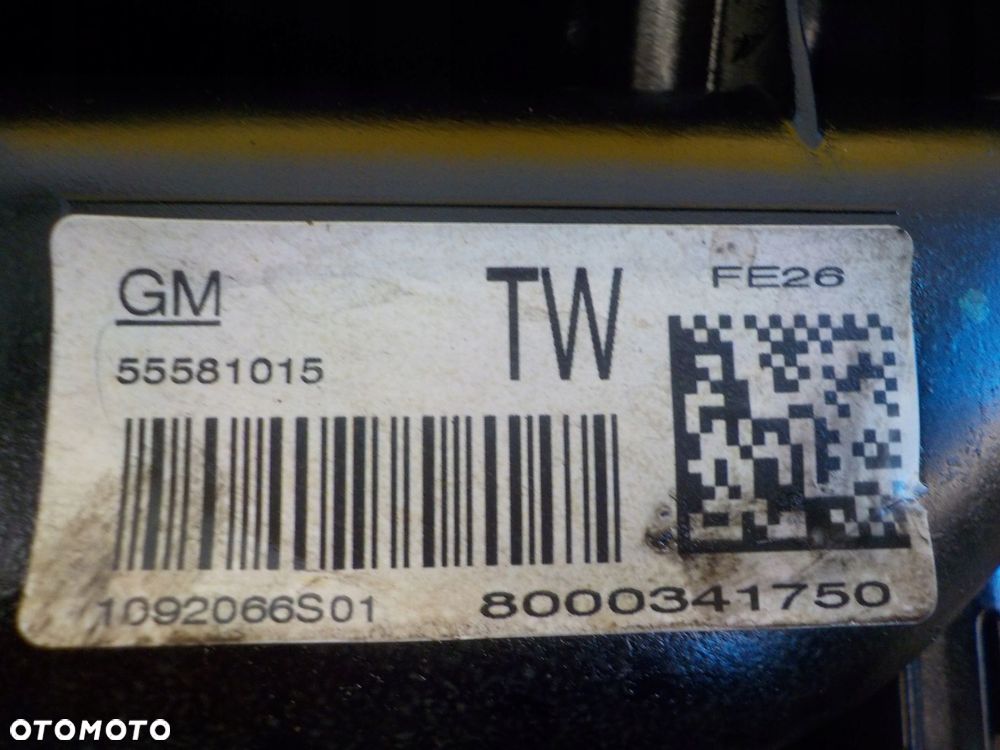 GM
TW
FE26
55581015
1092066S01
8000341750
OTOMOTO